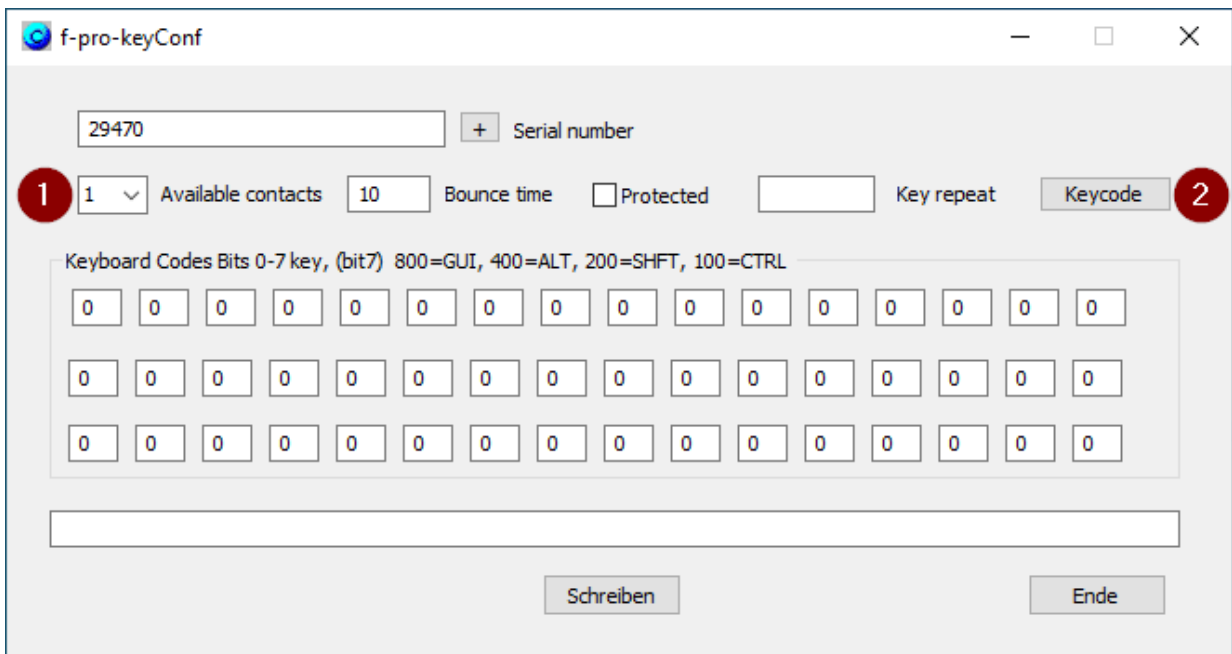 f-pro-keyConf
29470 + Serial number
1 1 Available contacts 10 Bounce time Protected Key repeat Keycode 2
Keyboard Codes Bits 0-7 key, (bit7) 800=GUI, 400=ALT, 200=SHFT, 100=CTRL
0 0 0 0 0 0 0 0 0 0 0 0 0 0 0 0
0 0 0 0 0 0 0 0 0 0 0 0 0 0 0 0
0 0 0 0 0 0 0 0 0 0 0 0 0 0 0 0
Schreiben Ende